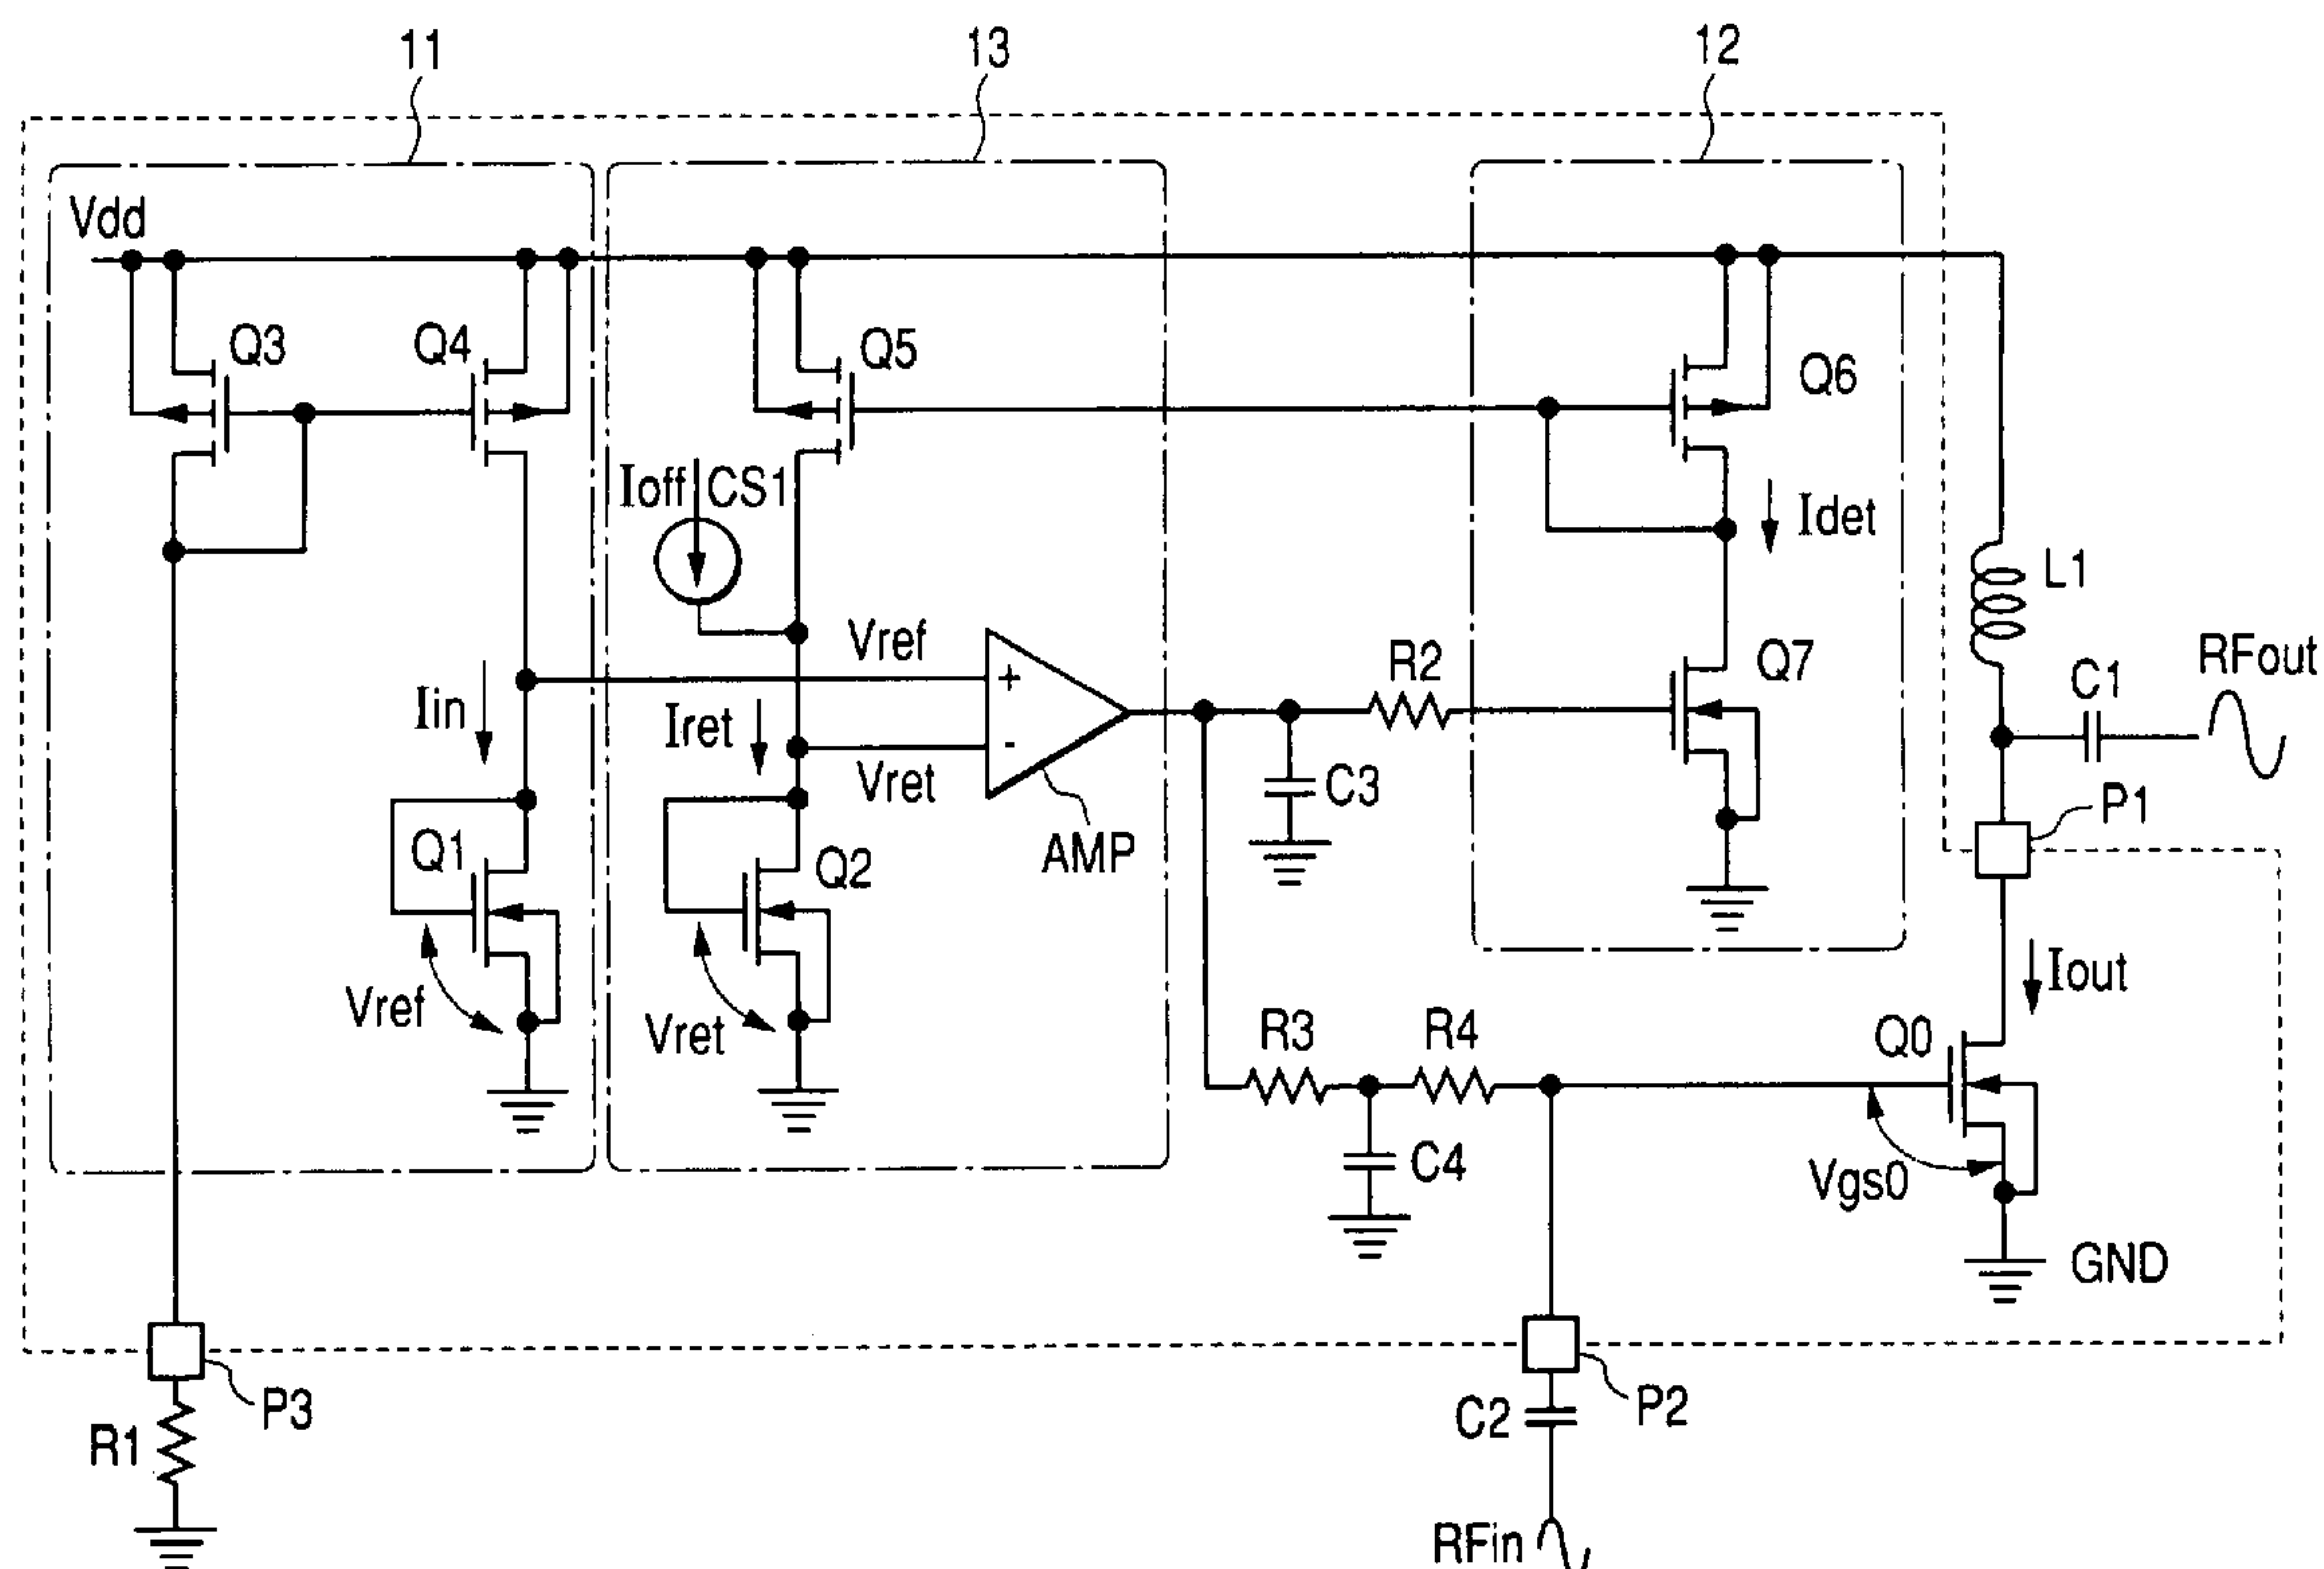 11
13
12
Vdd
Q3
Q4
Q5
Q6
Ioff
CS1
Idet
L1
Vref
+
R2
Q7
RFout
C1
Iin
Iret
-
Vret
C3
P1
AMP
Q1
Q2
Iout
Vref
Vret
R3
R4
Q0
C4
Vgs0
GND
P3
P2
C2
R1
RFin